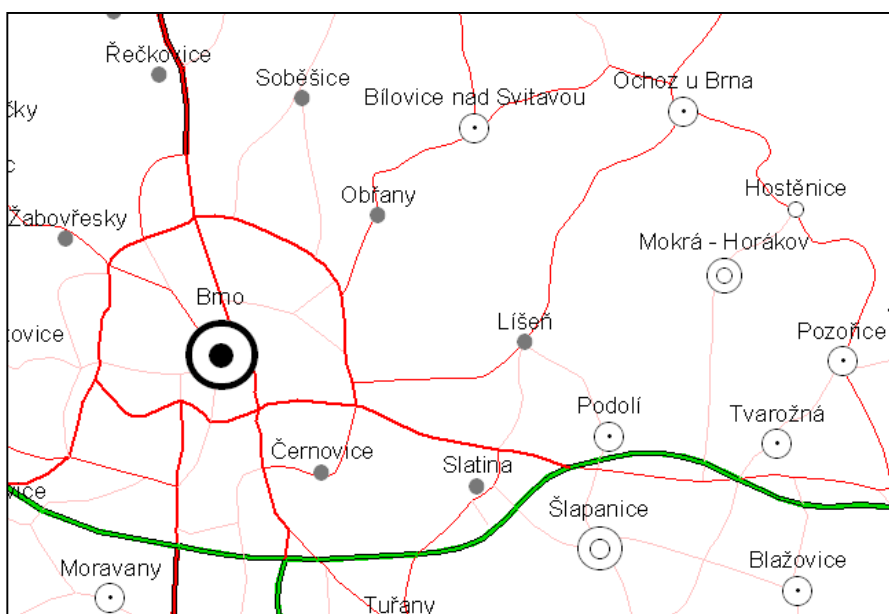 Řečkovice
Soběšice
Bílovice nad Svitavou
Ochoz u Brna
čky
Obřany
Hostěnice
Žabovřesky
Mokrá - Horákov
Brno
Líšeň
Pozořice
Podolí
Tvarožná
Černovice
Slatina
Šlapanice
Blažovice
Moravany
Tuřany